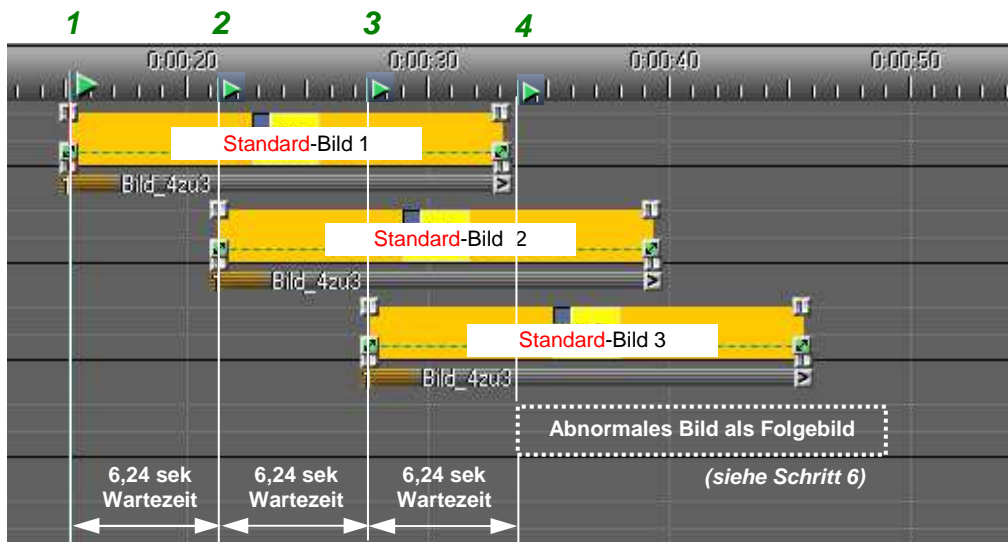 1 2 3 4
0:00:20 0:00:30 0:00:40 0:00:50
Standard-Bild 1
Bild_4zu3
Standard-Bild 2
Bild_4zu3
Standard-Bild 3
Bild_4zu3
Abnormales Bild als Folgebild
(siehe Schritt 6)
6,24 sek 6,24 sek 6,24 sek
Wartezeit Wartezeit Wartezeit